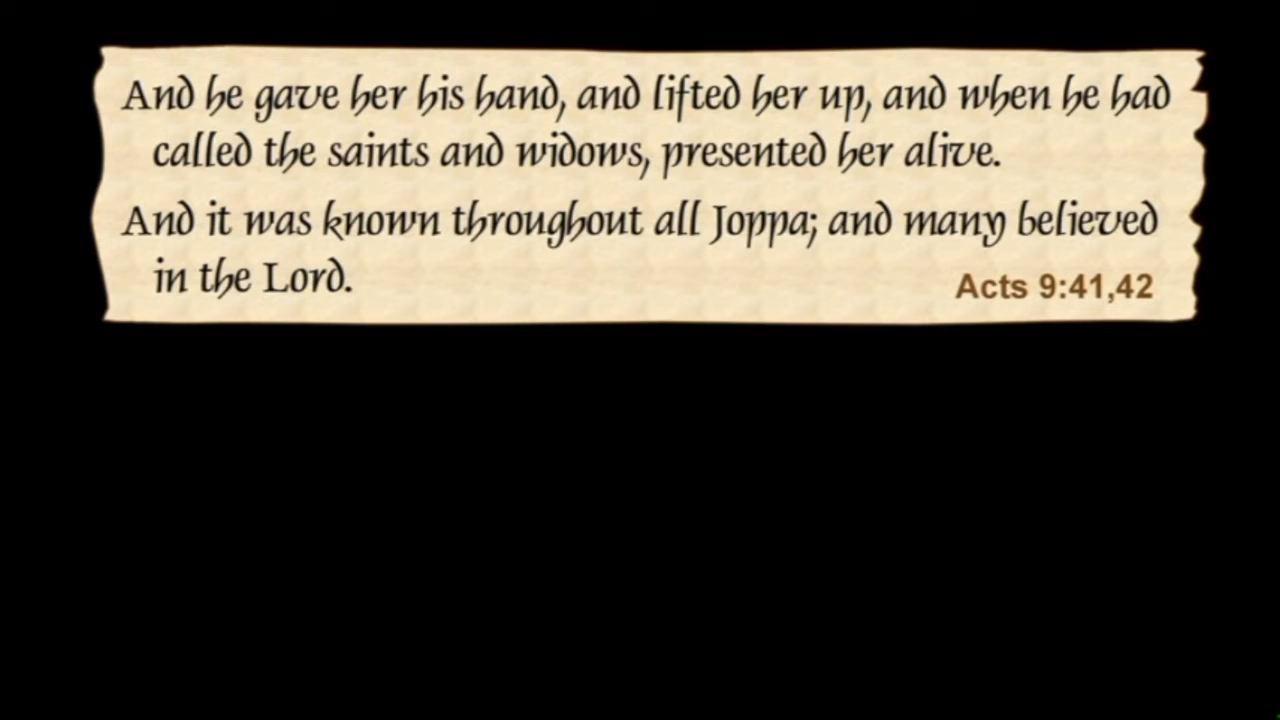 And he gave her his hand, and lifted her up, and when he had
called the saints and widows, presented her alive.
And it was known throughout all Joppa; and many believed
in the Lord.
Acts 9:41,42